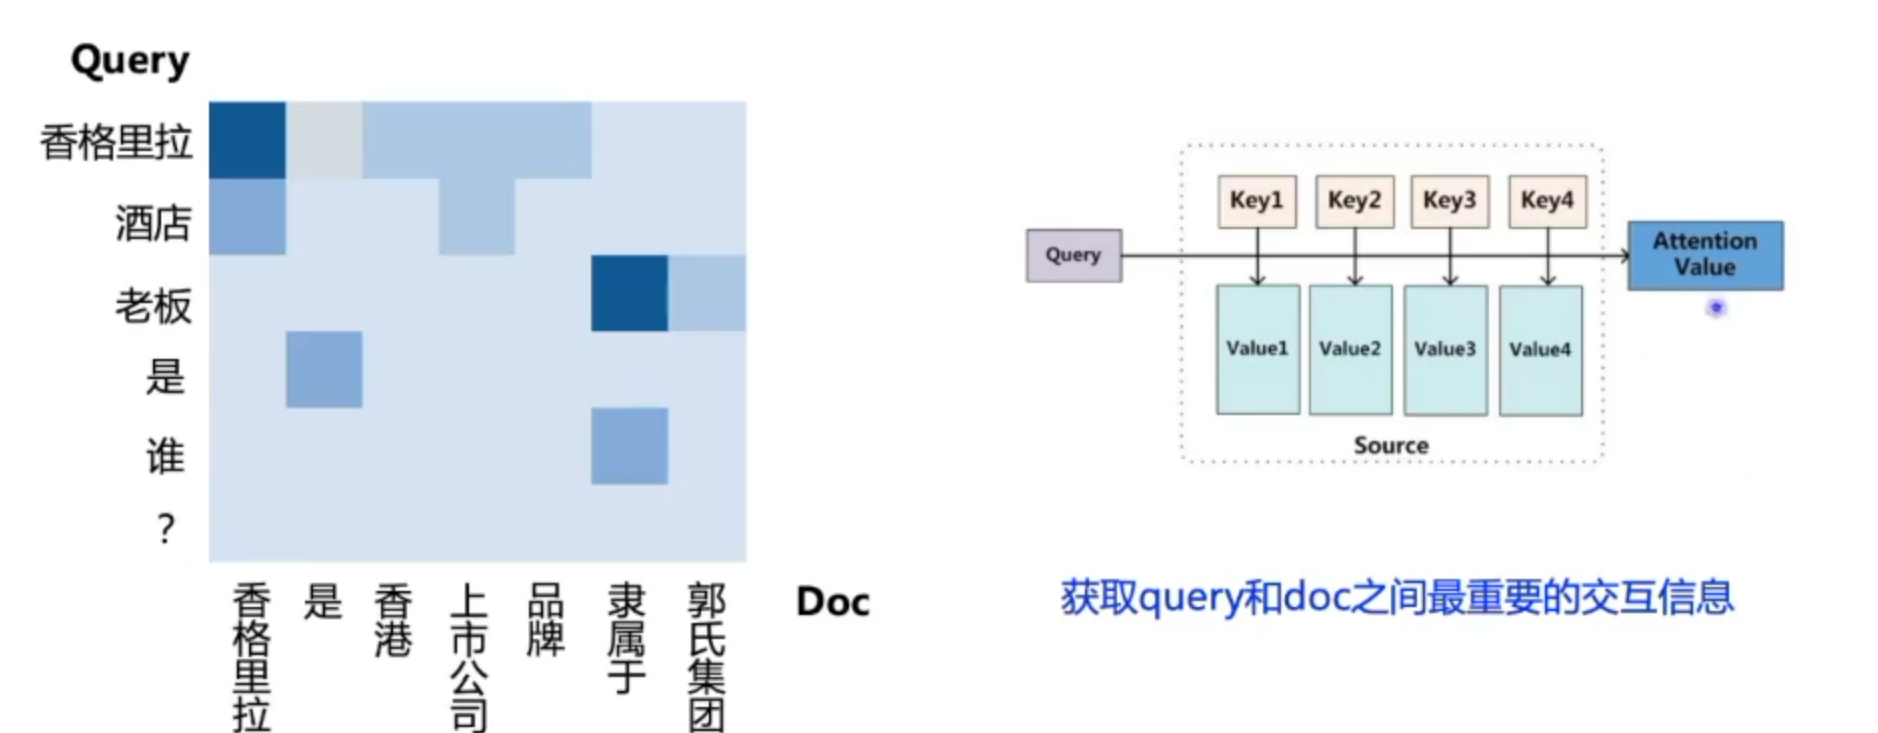 Query
香格里拉
酒店
老板
是
谁
？
香格里拉
是
香港
上市公司
品牌
隶属于
郭氏集团
Doc
Key1 Key2 Key3 Key4
Query
Attention
Value
Value1 Value2 Value3 Value4
Source
获取query和doc之间最重要的交互信息